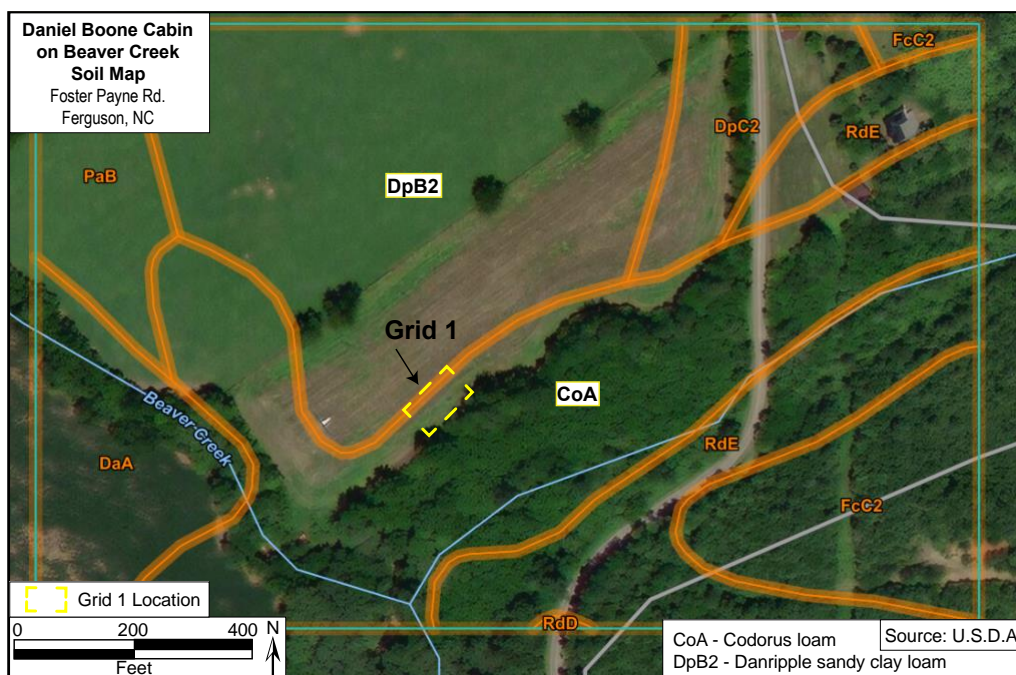 Daniel Boone Cabin
on Beaver Creek
Soil Map
Foster Payne Rd.
Ferguson, NC
FcC2
DpC2
RdE
PaB
DpB2
Grid 1
CoA
Beaver Creek
DaA
RdE
FcC2
RdD
Grid 1 Location
0 200 400
Feet
N
CoA - Codorus loam
DpB2 - Danripple sandy clay loam
Source: U.S.D.A